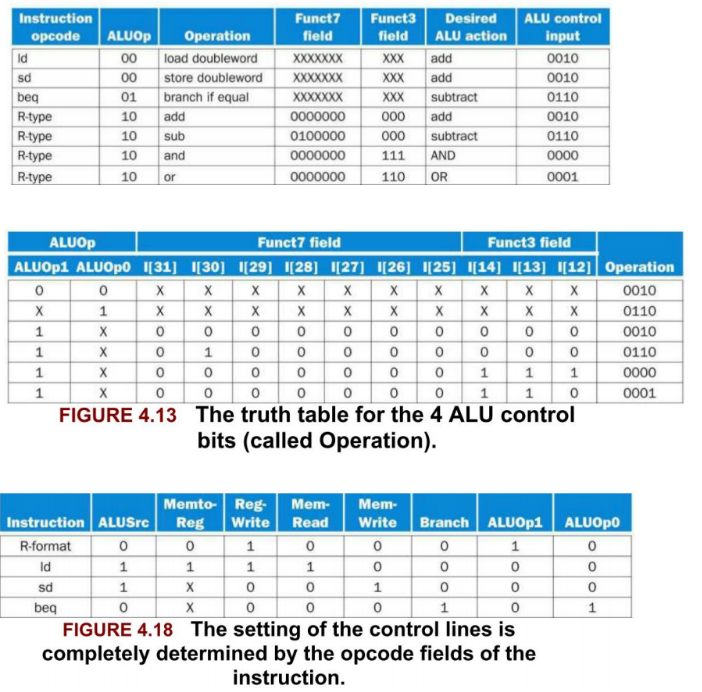 Instruction opcode ALUOp Operation Funct7 field Funct3 field Desired ALU action ALU control input
ld 00 load doubleword XXXXXXX XXX add 0010
sd 00 store doubleword XXXXXXX XXX add 0010
beq 01 branch if equal XXXXXXX XXX subtract 0110
R-type 10 add 0000000 000 add 0010
R-type 10 sub 0100000 000 subtract 0110
R-type 10 and 0000000 111 AND 0000
R-type 10 or 0000000 110 OR 0001
ALUOp Funct7 field Funct3 field
ALUOp1 ALUOp0 I[31] I[30] I[29] I[28] I[27] I[26] I[25] I[14] I[13] I[12] Operation
0 0 X X X X X X X X X X 0010
X 1 X X X X X X X X X X 0110
1 X 0 0 0 0 0 0 0 0 0 0 0010
1 X 0 1 0 0 0 0 0 0 0 0 0110
1 X 0 0 0 0 0 0 0 1 1 1 0000
1 X 0 0 0 0 0 0 0 1 1 0 0001
FIGURE 4.13 The truth table for the 4 ALU control
bits (called Operation).
Instruction ALUSrc Memto-Reg Reg-Write Mem-Read Mem-Write Branch ALUOp1 ALUOp0
R-format 0 0 1 0 0 0 1 0
ld 1 1 1 1 0 0 0 0
sd 1 X 0 0 1 0 0 0
beq 0 X 0 0 0 1 0 1
FIGURE 4.18 The setting of the control lines is
completely determined by the opcode fields of the
instruction.